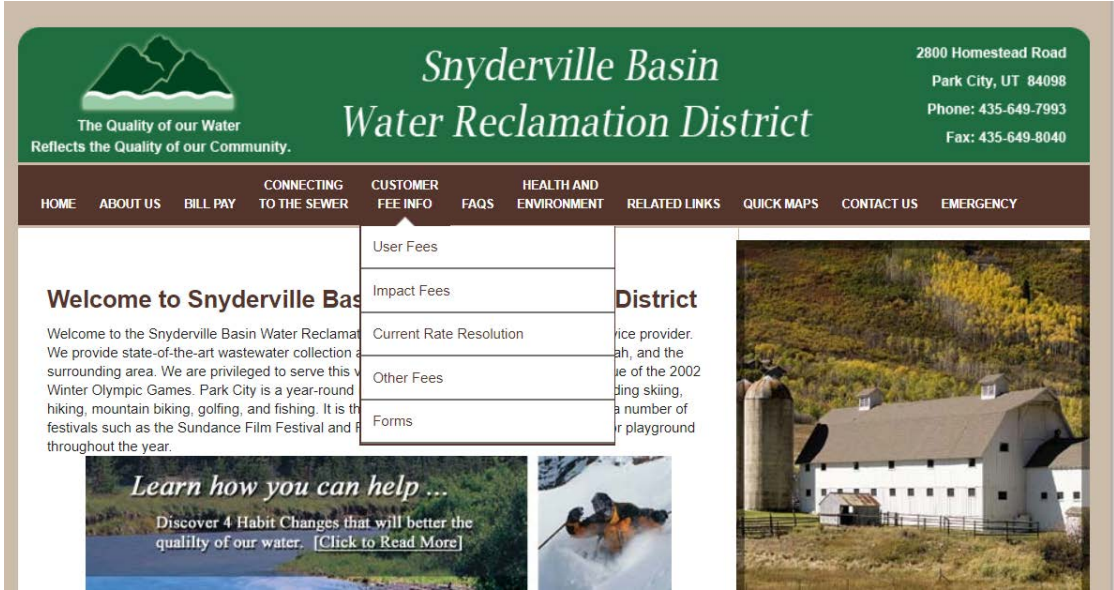 The Quality of our Water
Reflects the Quality of our Community.
Snyderville Basin
Water Reclamation District
2800 Homestead Road
Park City, UT 84098
Phone: 435-649-7993
Fax: 435-649-8040
HOME ABOUT US BILL PAY CONNECTING TO THE SEWER CUSTOMER FEE INFO FAQS HEALTH AND ENVIRONMENT RELATED LINKS QUICK MAPS CONTACT US EMERGENCY
User Fees
Impact Fees
Current Rate Resolution
Other Fees
Forms
Welcome to Snyderville Bas District
Welcome to the Snyderville Basin Water Reclamat vice provider.
We provide state-of-the-art wastewater collection a ah, and the
surrounding area. We are privileged to serve this v ue of the 2002
Winter Olympic Games. Park City is a year-round ding skiing,
hiking, mountain biking, golfing, and fishing. It is th a number of
festivals such as the Sundance Film Festival and r playground
throughout the year.
Learn how you can help ...
Discover 4 Habit Changes that will better the
qualilty of our water. [Click to Read More]